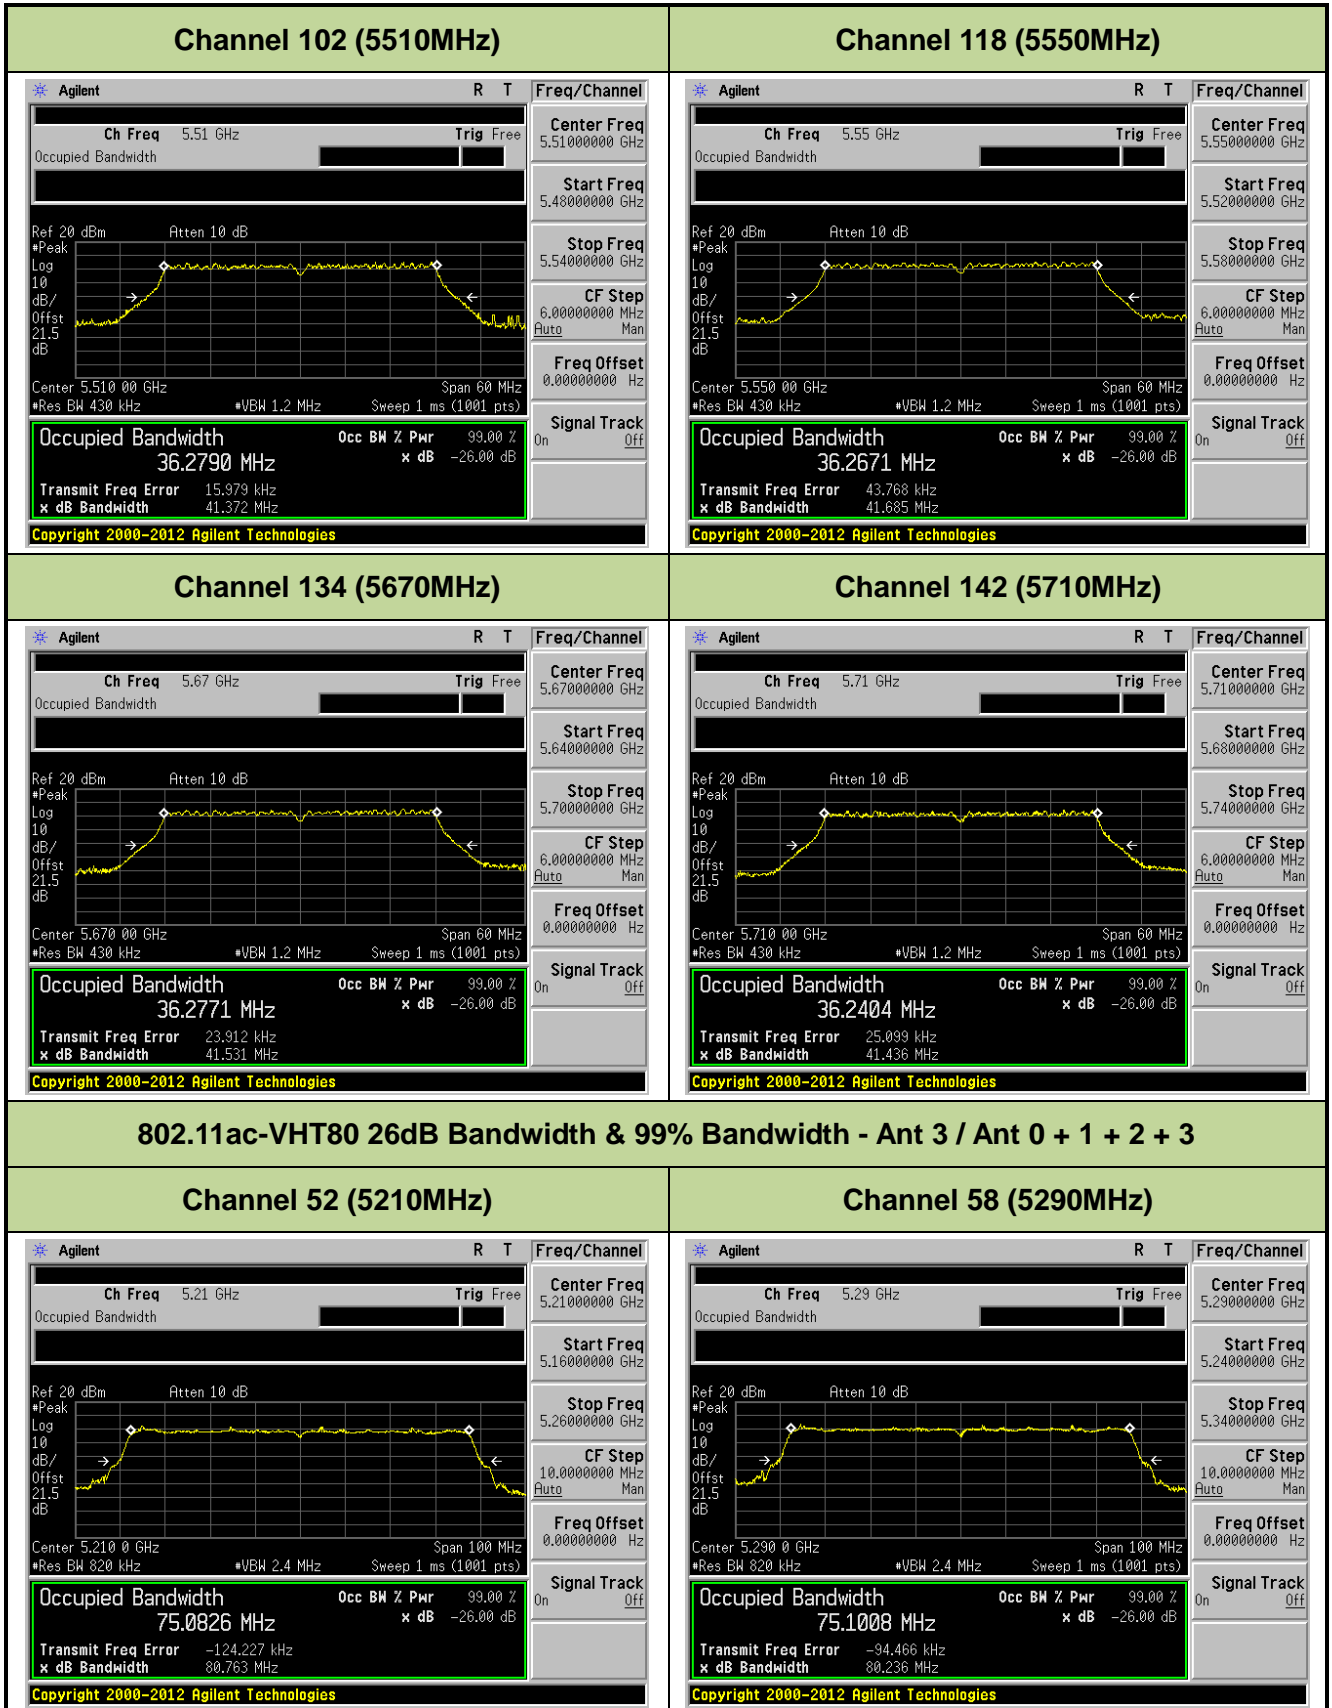 Channel 102 (5510MHz)
Agilent R T Freq/Channel
Ch Freq 5.51 GHz Trig Free
Occupied Bandwidth
Center Freq
5.51000000 GHz
Start Freq
5.48000000 GHz
Stop Freq
5.54000000 GHz
CF Step
6.00000000 MHz
Auto Man
Freq Offset
0.00000000 Hz
Signal Track
On Off
Ref 20 dBm Atten 10 dB
#Peak
Log
10
dB/
Offst
21.5
dB
Center 5.510 00 GHz Span 60 MHz
#Res BW 430 kHz #VBW 1.2 MHz Sweep 1 ms (1001 pts)
Occupied Bandwidth Occ BW % Pwr 99.00 %
36.2790 MHz x dB -26.00 dB
Transmit Freq Error 15.979 kHz
x dB Bandwidth 41.372 MHz
Copyright 2000-2012 Agilent Technologies
Channel 118 (5550MHz)
Agilent R T Freq/Channel
Ch Freq 5.55 GHz Trig Free
Occupied Bandwidth
Center Freq
5.55000000 GHz
Start Freq
5.52000000 GHz
Stop Freq
5.58000000 GHz
CF Step
6.00000000 MHz
Auto Man
Freq Offset
0.00000000 Hz
Signal Track
On Off
Ref 20 dBm Atten 10 dB
#Peak
Log
10
dB/
Offst
21.5
dB
Center 5.550 00 GHz Span 60 MHz
#Res BW 430 kHz #VBW 1.2 MHz Sweep 1 ms (1001 pts)
Occupied Bandwidth Occ BW % Pwr 99.00 %
36.2671 MHz x dB -26.00 dB
Transmit Freq Error 43.768 kHz
x dB Bandwidth 41.685 MHz
Copyright 2000-2012 Agilent Technologies
Channel 134 (5670MHz)
Agilent R T Freq/Channel
Ch Freq 5.67 GHz Trig Free
Occupied Bandwidth
Center Freq
5.67000000 GHz
Start Freq
5.64000000 GHz
Stop Freq
5.70000000 GHz
CF Step
6.00000000 MHz
Auto Man
Freq Offset
0.00000000 Hz
Signal Track
On Off
Ref 20 dBm Atten 10 dB
#Peak
Log
10
dB/
Offst
21.5
dB
Center 5.670 00 GHz Span 60 MHz
#Res BW 430 kHz #VBW 1.2 MHz Sweep 1 ms (1001 pts)
Occupied Bandwidth Occ BW % Pwr 99.00 %
36.2771 MHz x dB -26.00 dB
Transmit Freq Error 23.912 kHz
x dB Bandwidth 41.531 MHz
Copyright 2000-2012 Agilent Technologies
Channel 142 (5710MHz)
Agilent R T Freq/Channel
Ch Freq 5.71 GHz Trig Free
Occupied Bandwidth
Center Freq
5.71000000 GHz
Start Freq
5.68000000 GHz
Stop Freq
5.74000000 GHz
CF Step
6.00000000 MHz
Auto Man
Freq Offset
0.00000000 Hz
Signal Track
On Off
Ref 20 dBm Atten 10 dB
#Peak
Log
10
dB/
Offst
21.5
dB
Center 5.710 00 GHz Span 60 MHz
#Res BW 430 kHz #VBW 1.2 MHz Sweep 1 ms (1001 pts)
Occupied Bandwidth Occ BW % Pwr 99.00 %
36.2404 MHz x dB -26.00 dB
Transmit Freq Error 25.099 kHz
x dB Bandwidth 41.436 MHz
Copyright 2000-2012 Agilent Technologies
802.11ac-VHT80 26dB Bandwidth & 99% Bandwidth - Ant 3 / Ant 0 + 1 + 2 + 3
Channel 52 (5210MHz)
Agilent R T Freq/Channel
Ch Freq 5.21 GHz Trig Free
Occupied Bandwidth
Center Freq
5.21000000 GHz
Start Freq
5.16000000 GHz
Stop Freq
5.26000000 GHz
CF Step
10.0000000 MHz
Auto Man
Freq Offset
0.00000000 Hz
Signal Track
On Off
Ref 20 dBm Atten 10 dB
#Peak
Log
10
dB/
Offst
21.5
dB
Center 5.210 0 GHz Span 100 MHz
#Res BW 820 kHz #VBW 2.4 MHz Sweep 1 ms (1001 pts)
Occupied Bandwidth Occ BW % Pwr 99.00 %
75.0826 MHz x dB -26.00 dB
Transmit Freq Error -124.227 kHz
x dB Bandwidth 80.763 MHz
Copyright 2000-2012 Agilent Technologies
Channel 58 (5290MHz)
Agilent R T Freq/Channel
Ch Freq 5.29 GHz Trig Free
Occupied Bandwidth
Center Freq
5.29000000 GHz
Start Freq
5.24000000 GHz
Stop Freq
5.34000000 GHz
CF Step
10.0000000 MHz
Auto Man
Freq Offset
0.00000000 Hz
Signal Track
On Off
Ref 20 dBm Atten 10 dB
#Peak
Log
10
dB/
Offst
21.5
dB
Center 5.290 0 GHz Span 100 MHz
#Res BW 820 kHz #VBW 2.4 MHz Sweep 1 ms (1001 pts)
Occupied Bandwidth Occ BW % Pwr 99.00 %
75.1008 MHz x dB -26.00 dB
Transmit Freq Error -94.466 kHz
x dB Bandwidth 80.236 MHz
Copyright 2000-2012 Agilent Technologies